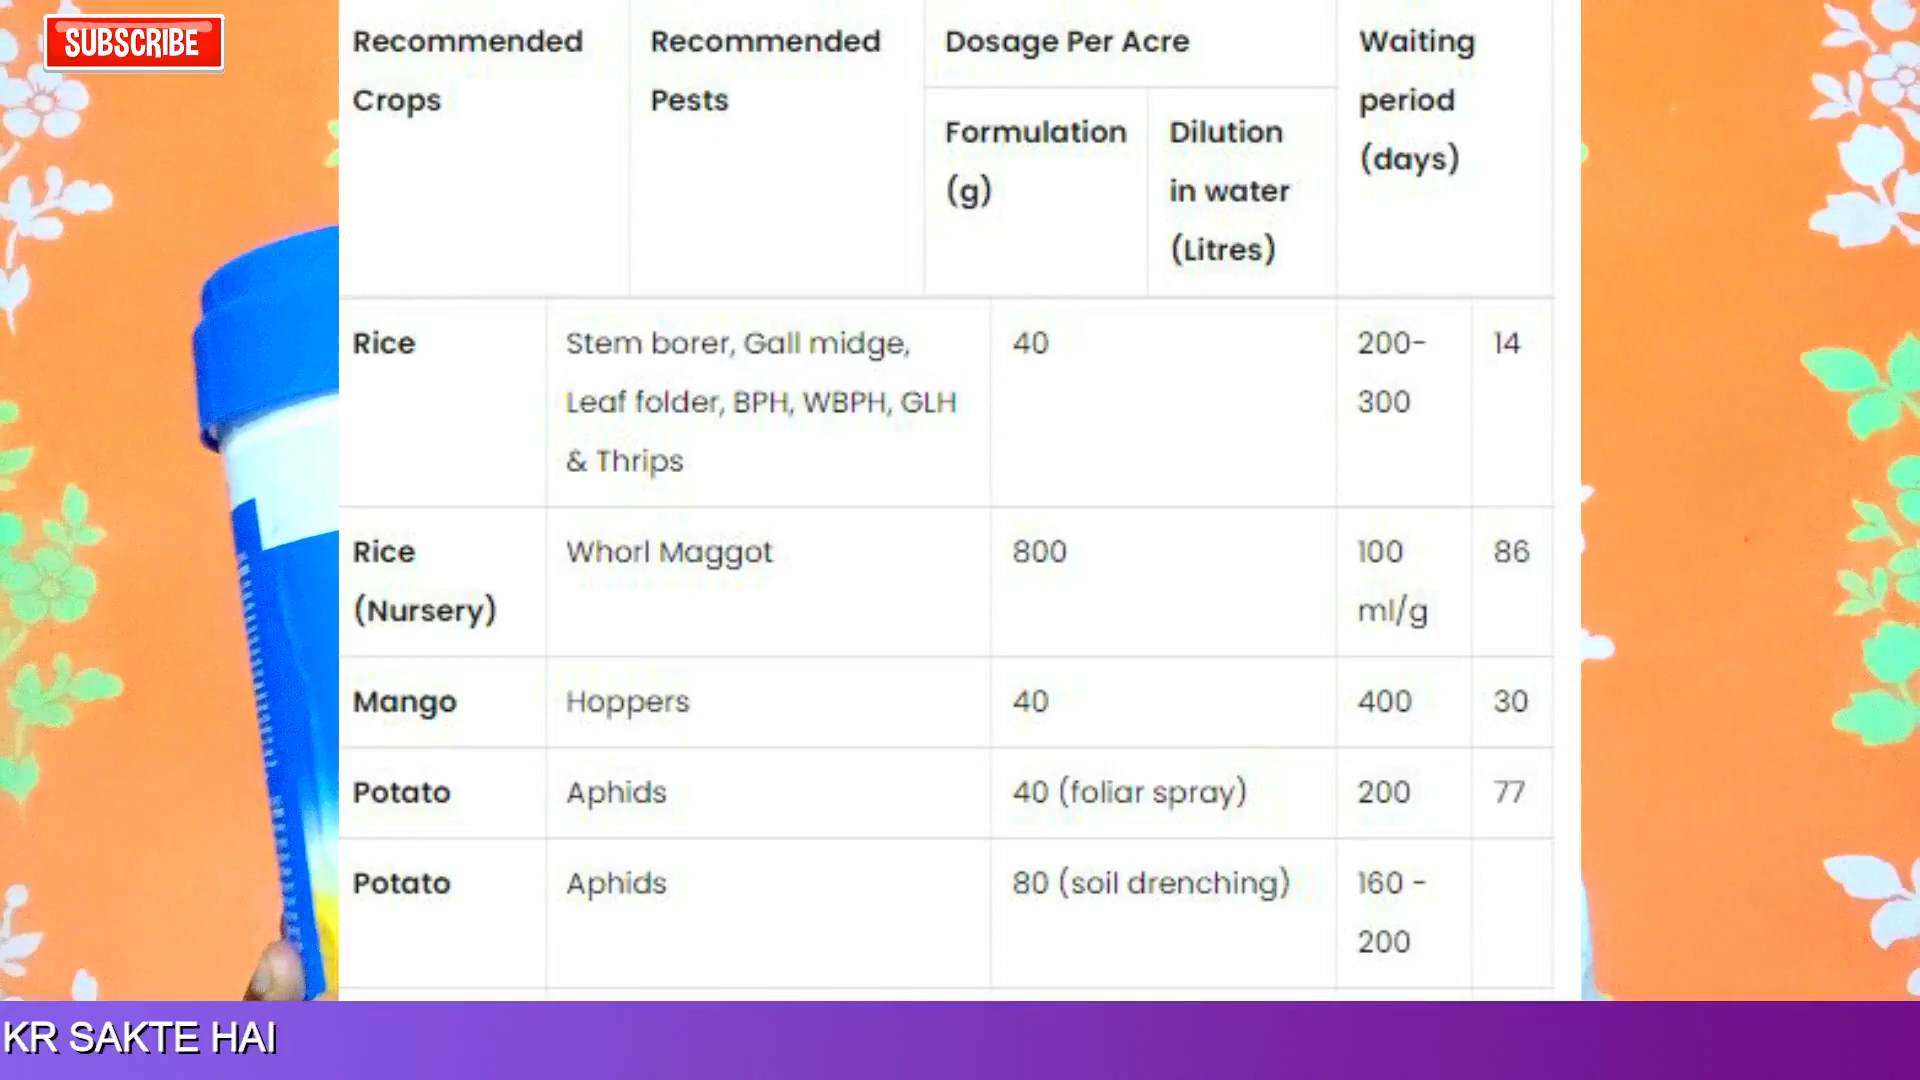 SUBSCRIBE
Recommended Crops
Recommended Pests
Dosage Per Acre
Formulation (g)
Dilution in water (Litres)
Waiting period (days)
Rice
Stem borer, Gall midge,
Leaf folder, BPH, WBPH, GLH
& Thrips
40
200-
300
14
Rice
(Nursery)
Whorl Maggot
800
100
ml/g
86
Mango
Hoppers
40
400
30
Potato
Aphids
40 (foliar spray)
200
77
Potato
Aphids
80 (soil drenching)
160 -
200
KR SAKTE HAI